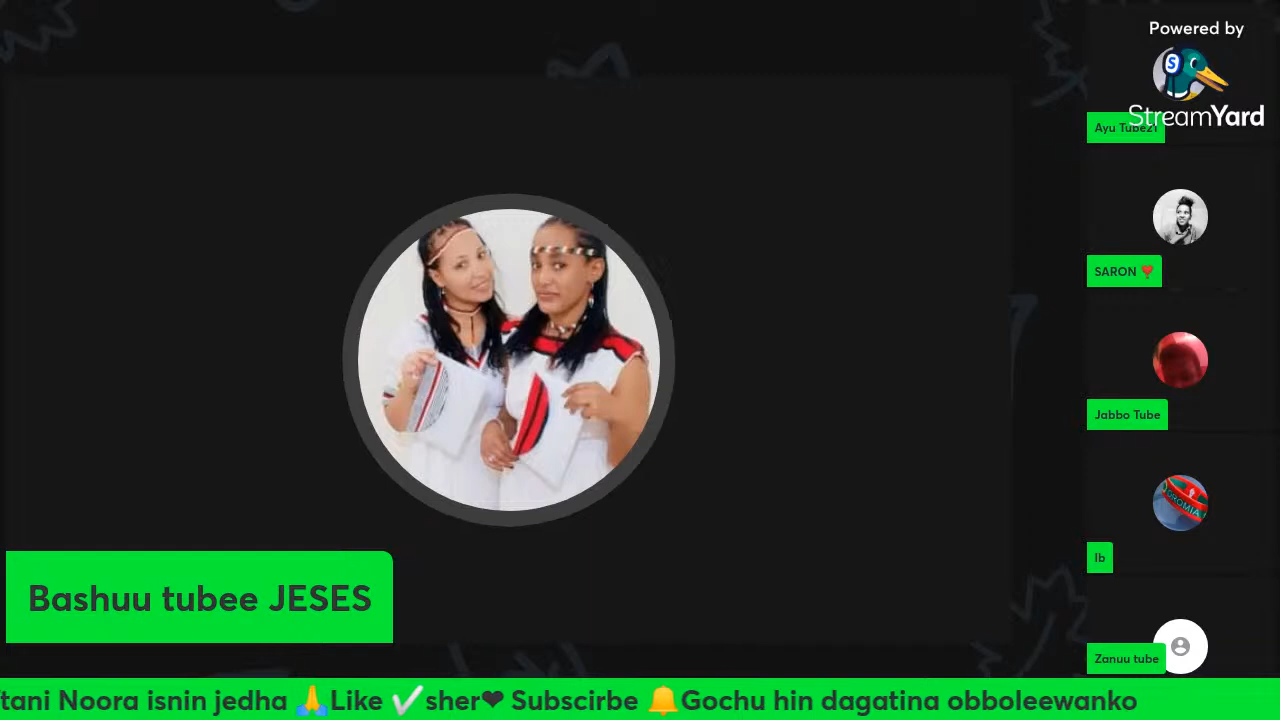 Powered by
S
StreamYard
Ayu Tube21
SARON ❣️
Jabbo Tube
OROMIA
Ib
Zanuu tube
Bashuu tubee JESES
tani Noora isnin jedha 🙏Like ✔️sher❤ Subscirbe 🔔Gochu hin dagatina obboleewanko